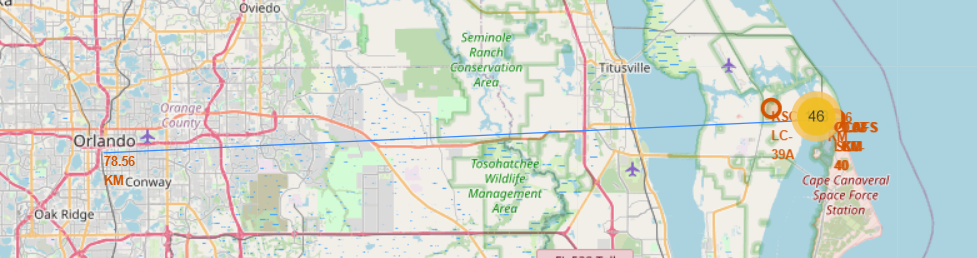 Oviedo
Seminole
Ranch
Conservation
Area
Titusville
Orange
County
46
KSC
LC-
39A
Orlando
78.56
KM
Conway
40
Tosohatchee
Wildlife
Management
Area
Cape Canaveral
Space Force
Station
Oak Ridge